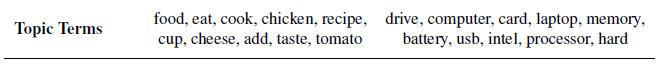 Topic Terms
food, eat, cook, chicken, recipe,
cup, cheese, add, taste, tomato
drive, computer, card, laptop, memory,
battery, usb, intel, processor, hard